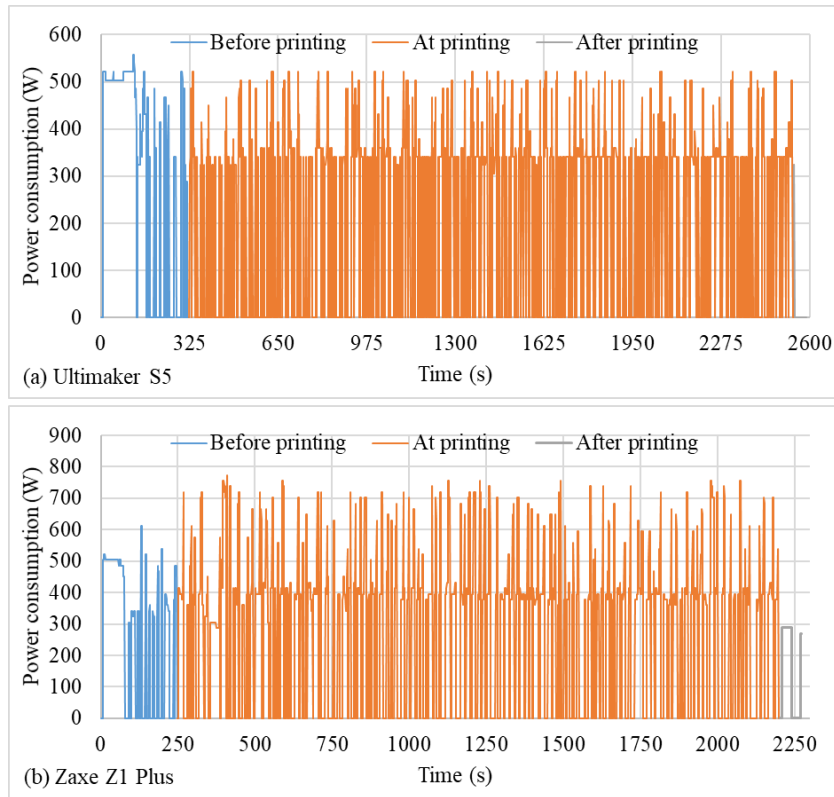 600
Before printing
At printing
After printing
500
400
300
200
100
0
Power consumption (W)
0 325 650 975 1300 1625 1950 2275 2600
Time (s)
(a) Ultimaker S5
900
Before printing
At printing
After printing
800
700
600
500
400
300
200
100
0
Power consumption (W)
0 250 500 750 1000 1250 1500 1750 2000 2250
Time (s)
(b) Zaxe Z1 Plus